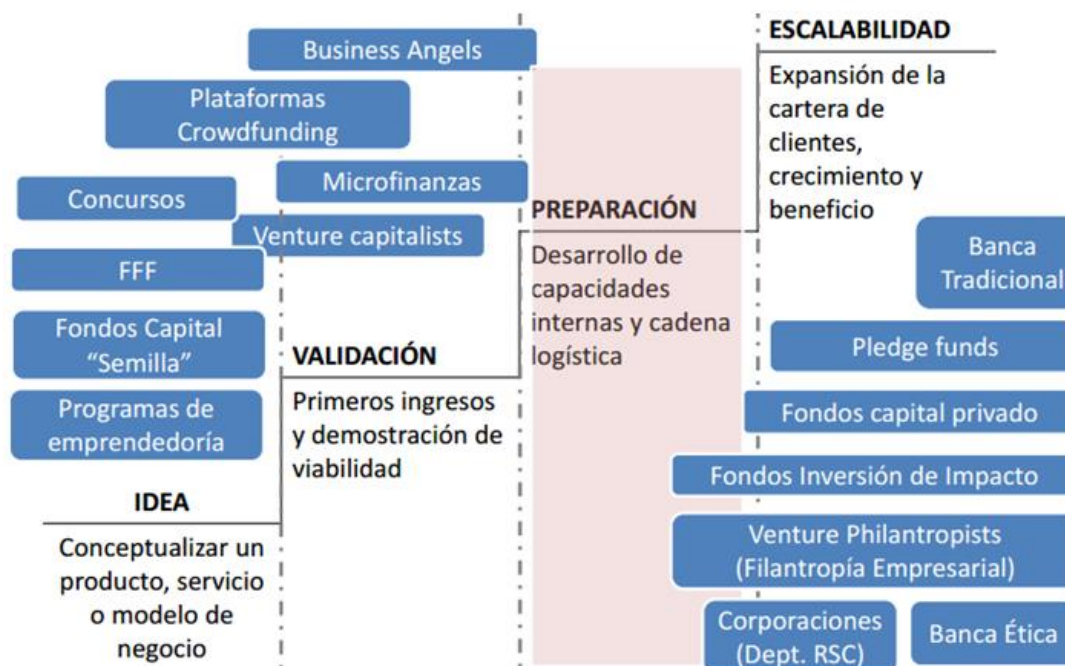 Business Angels
Plataformas
Crowdfunding
Concursos
Microfinanzas
Venture capitalists
FFF
Fondos Capital
“Semilla”
Programas de
emprendedoría
IDEA
Conceptualizar un
producto, servicio
o modelo de
negocio
VALIDACIÓN
Primeros ingresos
y demostración de
viabilidad
PREPARACIÓN
Desarrollo de
capacidades
internas y cadena
logística
ESCALABILIDAD
Expansión de la
cartera de
clientes,
crecimiento y
beneficio
Banca
Tradicional
Pledge funds
Fondos capital privado
Fondos Inversión de Impacto
Venture Philantropists
(Filantropía Empresarial)
Corporaciones
(Dept. RSC)
Banca Ética